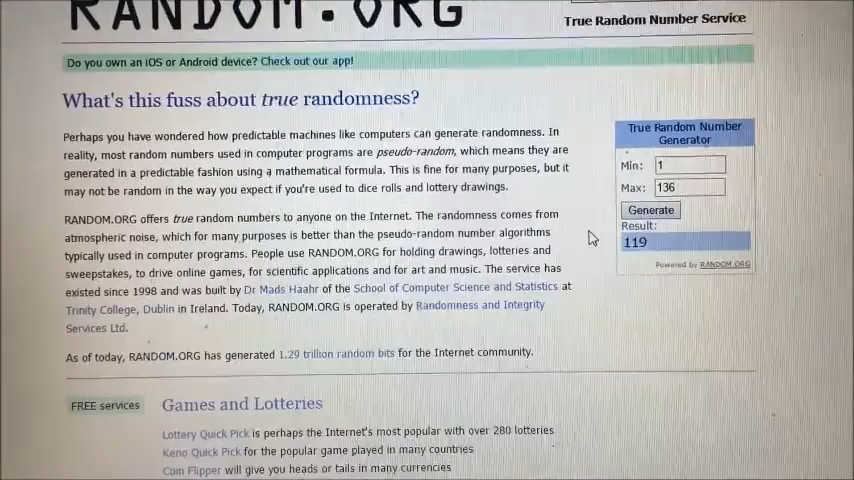 RANDOM.ORG
True Random Number Service
Do you own an iOS or Android device? Check out our app!
What's this fuss about true randomness?
Perhaps you have wondered how predictable machines like computers can generate randomness. In
reality, most random numbers used in computer programs are pseudo-random, which means they are
generated in a predictable fashion using a mathematical formula. This is fine for many purposes, but it
may not be random in the way you expect if you're used to dice rolls and lottery drawings.
RANDOM.ORG offers true random numbers to anyone on the Internet. The randomness comes from
atmospheric noise, which for many purposes is better than the pseudo-random number algorithms
typically used in computer programs. People use RANDOM.ORG for holding drawings, lotteries and
sweepstakes, to drive online games, for scientific applications and for art and music. The service has
existed since 1998 and was built by Dr Mads Haahr of the School of Computer Science and Statistics at
Trinity College, Dublin in Ireland. Today, RANDOM.ORG is operated by Randomness and Integrity
Services Ltd.
As of today, RANDOM.ORG has generated 1.29 trillion random bits for the Internet community.
True Random Number
Generator
Min: 1
Max: 136
Generate
Result:
119
Powered by RANDOM.ORG
FREE services
Games and Lotteries
Lottery Quick Pick is perhaps the Internet's most popular with over 280 lotteries
Keno Quick Pick for the popular game played in many countries
Coin Flipper will give you heads or tails in many currencies